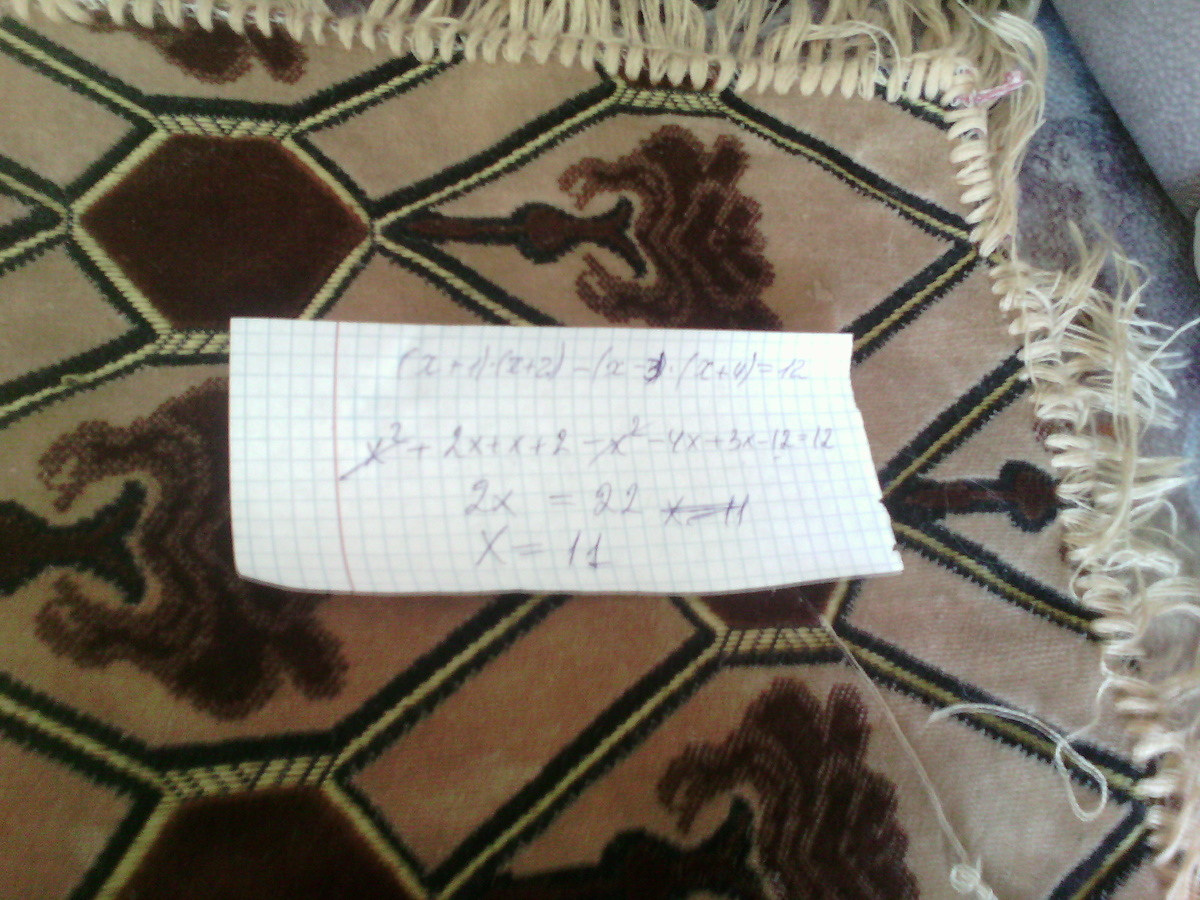 (x+1)·(x+2)-(x-3)·(x+4)=12
x²+2x+x+2-x²-4x+3x-12=12
2x = 22 x=11
X = 11